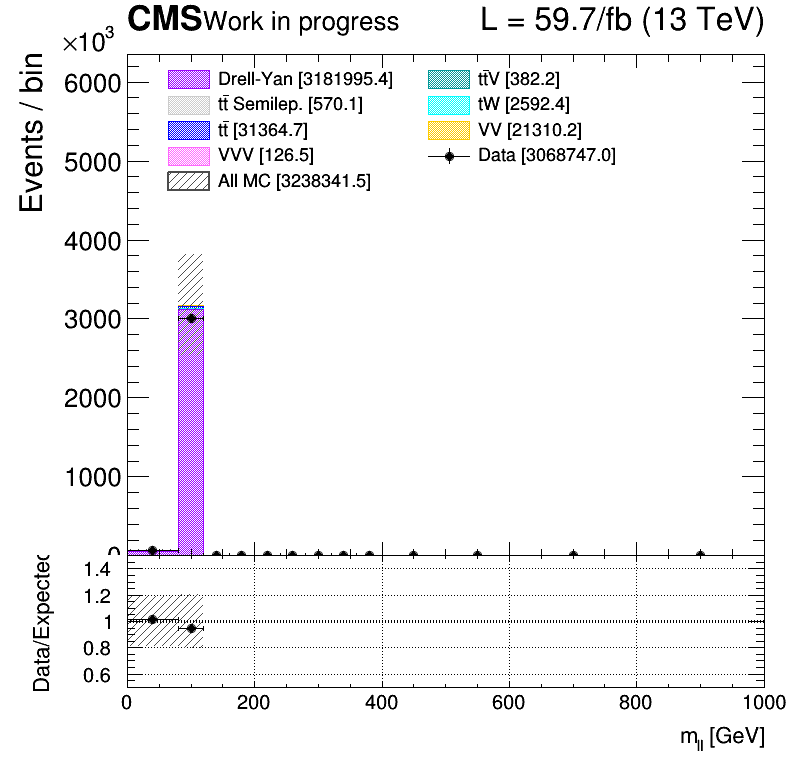 CMS Work in progress L = 59.7/fb (13 TeV)
×10³
Events / bin
Drell-Yan [3181995.4]
tt̄ Semilep. [570.1]
tt̄ [31364.7]
VVV [126.5]
All MC [3238341.5]
tt̄V [382.2]
tW [2592.4]
VV [21310.2]
Data [3068747.0]
6000
5000
4000
3000
2000
1000
0
Data/Expected
1.4
1.2
1
0.8
0.6
0 200 400 600 800 1000
m_ll [GeV]